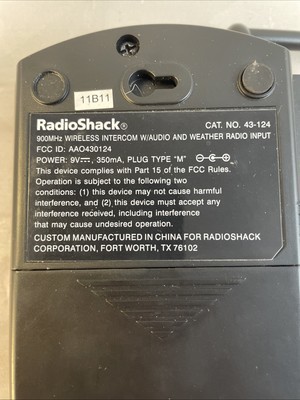 11B11
RadioShack® CAT. NO. 43-124
900MHz WIRELESS INTERCOM W/AUDIO AND WEATHER RADIO INPUT
FCC ID: AAO430124
POWER: 9V⎓, 350mA, PLUG TYPE "M"
This device complies with Part 15 of the FCC Rules.
Operation is subject to the following two
conditions: (1) this device may not cause harmful
interference, and (2) this device must accept any
interference received, including interference
that may cause undesired operation.
CUSTOM MANUFACTURED IN CHINA FOR RADIOSHACK
CORPORATION, FORT WORTH, TX 76102